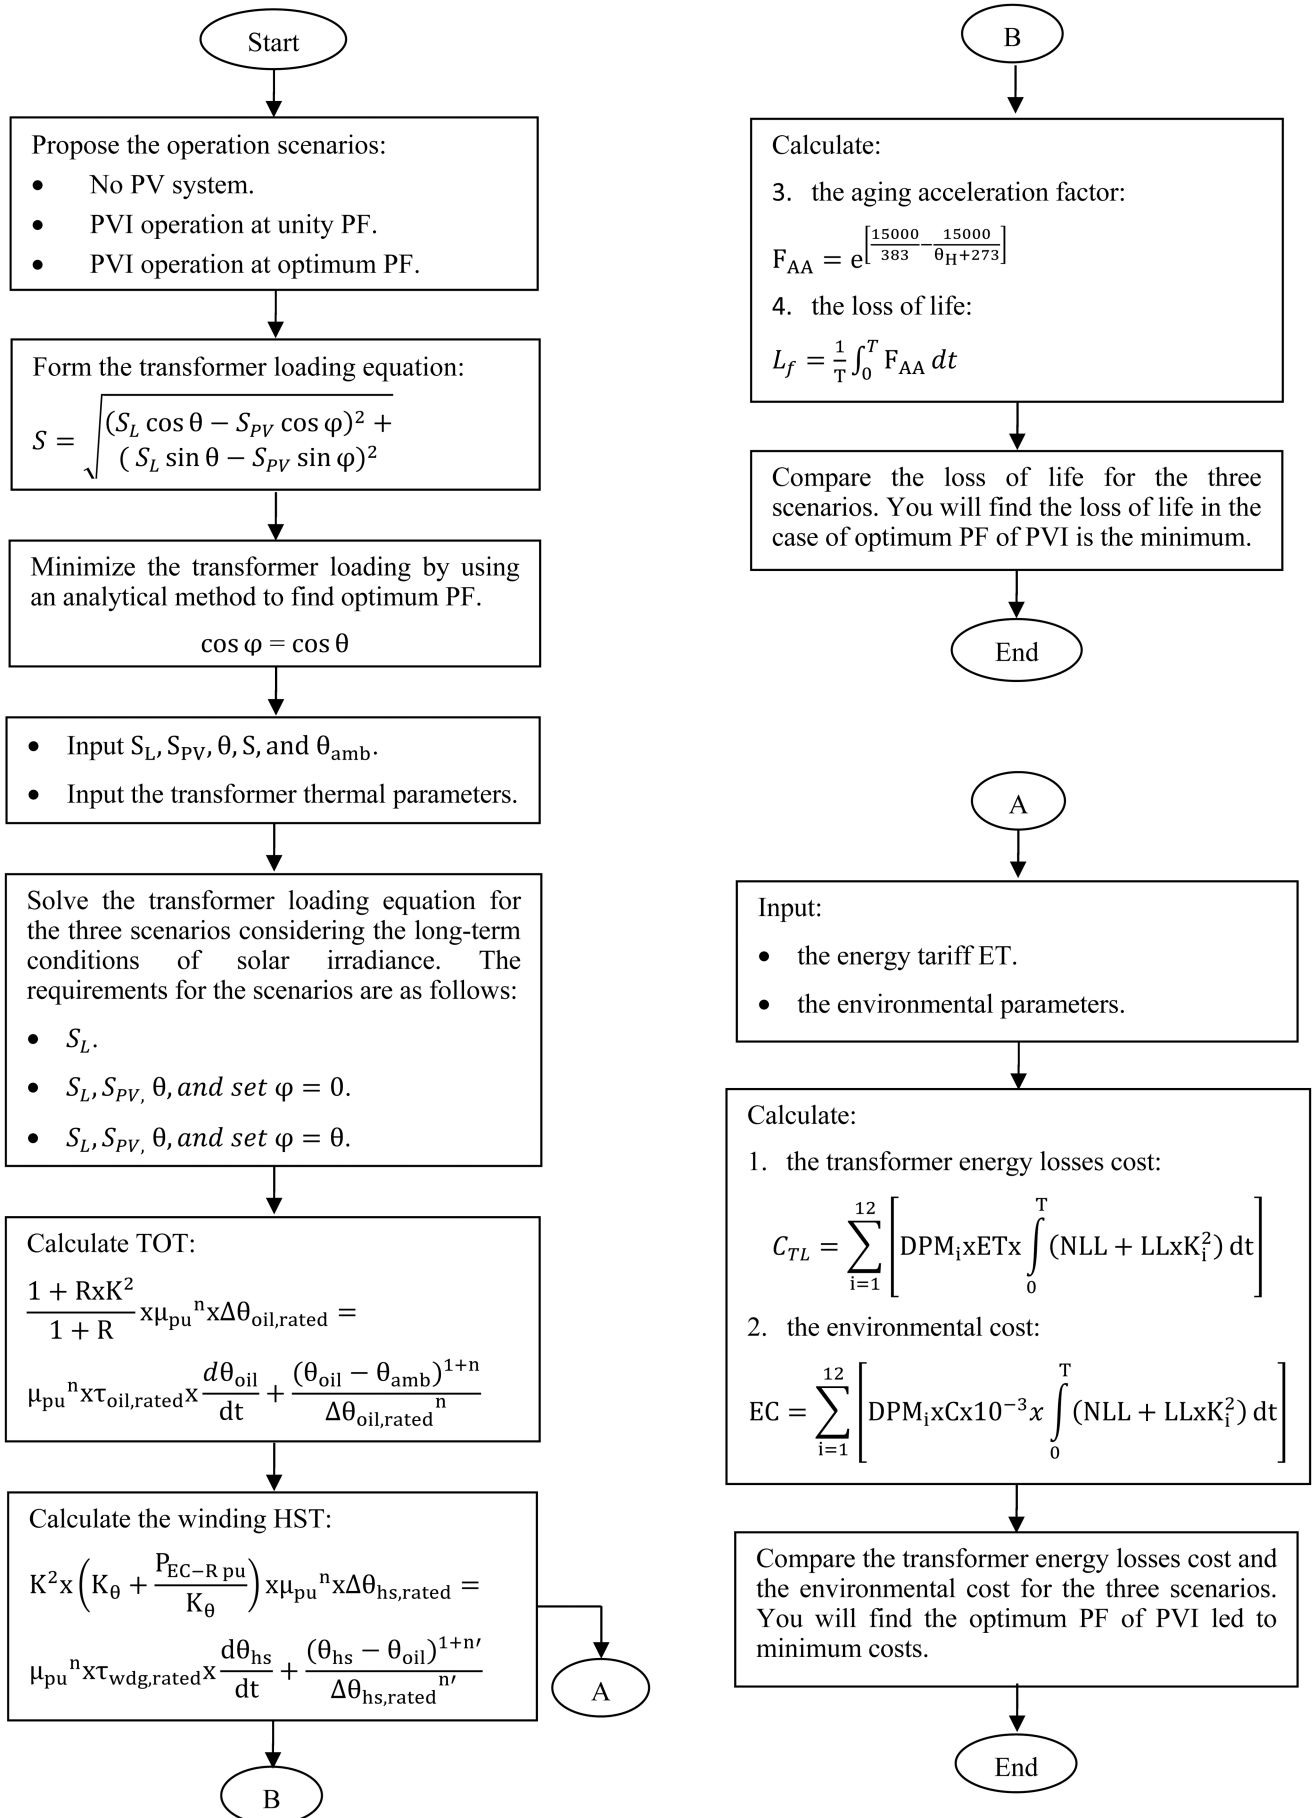 Start
Propose the operation scenarios:
• No PV system.
• PVI operation at unity PF.
• PVI operation at optimum PF.
Form the transformer loading equation:
S = √((S_L cos θ − S_PV cos φ)² +
( S_L sin θ − S_PV sin φ)²)
Minimize the transformer loading by using
an analytical method to find optimum PF.
cos φ = cos θ
• Input S_L, S_PV, θ, S, and θ_amb.
• Input the transformer thermal parameters.
Solve the transformer loading equation for
the three scenarios considering the long-term
conditions of solar irradiance. The
requirements for the scenarios are as follows:
• S_L.
• S_L, S_PV, θ, and set φ = 0.
• S_L, S_PV, θ, and set φ = θ.
Calculate TOT:
(1 + RxK²)/(1 + R) xμ_pu^n xΔθ_oil,rated =
μ_pu^n xτ_oil,rated x dθ_oil/dt + (θ_oil − θ_amb)^(1+n)/Δθ_oil,rated^n
Calculate the winding HST:
K²x(K_θ + P_EC−R pu/K_θ) xμ_pu^n xΔθ_hs,rated =
μ_pu^n xτ_wdg,rated x dθ_hs/dt + (θ_hs − θ_oil)^(1+n′)/Δθ_hs,rated^n′
A
B
B
Calculate:
3. the aging acceleration factor:
F_AA = e^[15000/383 − 15000/(θ_H+273)]
4. the loss of life:
L_f = 1/T ∫_0^T F_AA dt
Compare the loss of life for the three
scenarios. You will find the loss of life in the
case of optimum PF of PVI is the minimum.
End
A
Input:
• the energy tariff ET.
• the environmental parameters.
Calculate:
1. the transformer energy losses cost:
C_TL = ∑_{i=1}^{12} [DPM_i xETx ∫_0^T (NLL + LLxK_i²) dt]
2. the environmental cost:
EC = ∑_{i=1}^{12} [DPM_i xCx10⁻³x ∫_0^T (NLL + LLxK_i²) dt]
Compare the transformer energy losses cost and
the environmental cost for the three scenarios.
You will find the optimum PF of PVI led to
minimum costs.
End